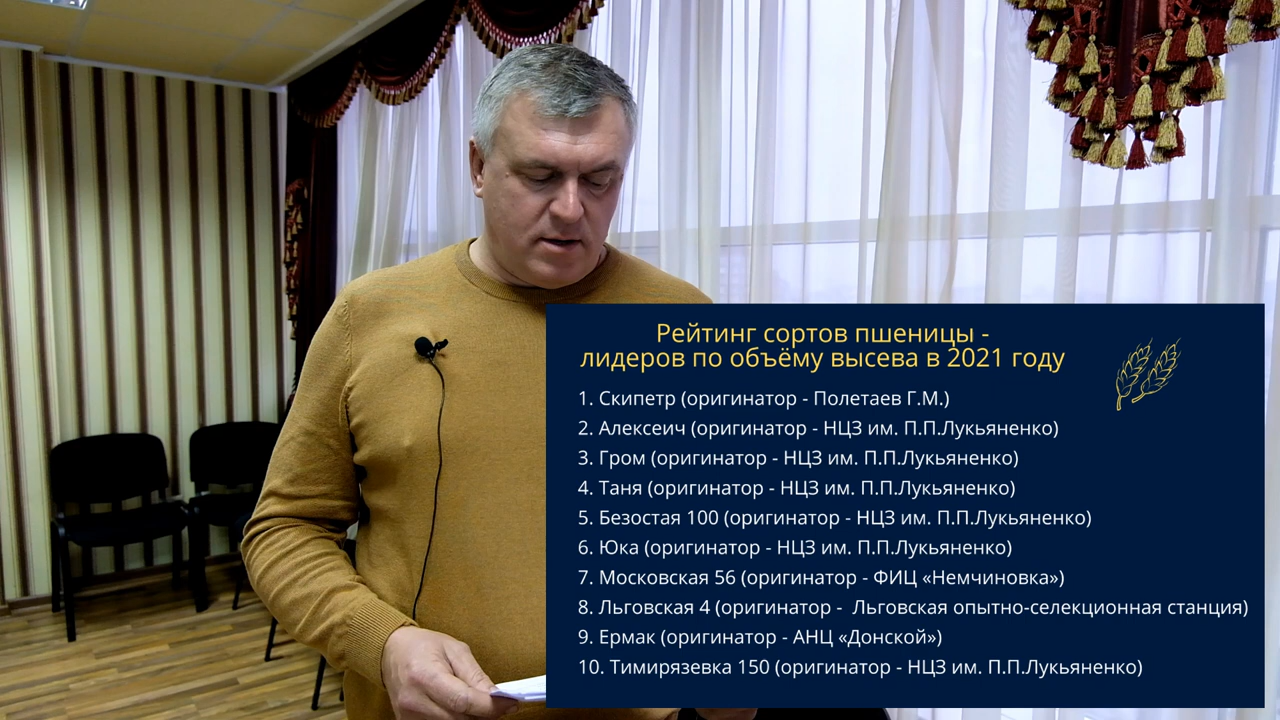 Рейтинг сортов пшеницы -
лидеров по объёму высева в 2021 году
1. Скипетр (оригинатор - Полетаев Г.М.)
2. Алексеич (оригинатор - НЦЗ им. П.П.Лукьяненко)
3. Гром (оригинатор - НЦЗ им. П.П.Лукьяненко)
4. Таня (оригинатор - НЦЗ им. П.П.Лукьяненко)
5. Безостая 100 (оригинатор - НЦЗ им. П.П.Лукьяненко)
6. Юка (оригинатор - НЦЗ им. П.П.Лукьяненко)
7. Московская 56 (оригинатор - ФИЦ «Немчиновка»)
8. Льговская 4 (оригинатор -  Льговская опытно-селекционная станция)
9. Ермак (оригинатор - АНЦ «Донской»)
10. Тимирязевка 150 (оригинатор - НЦЗ им. П.П.Лукьяненко)